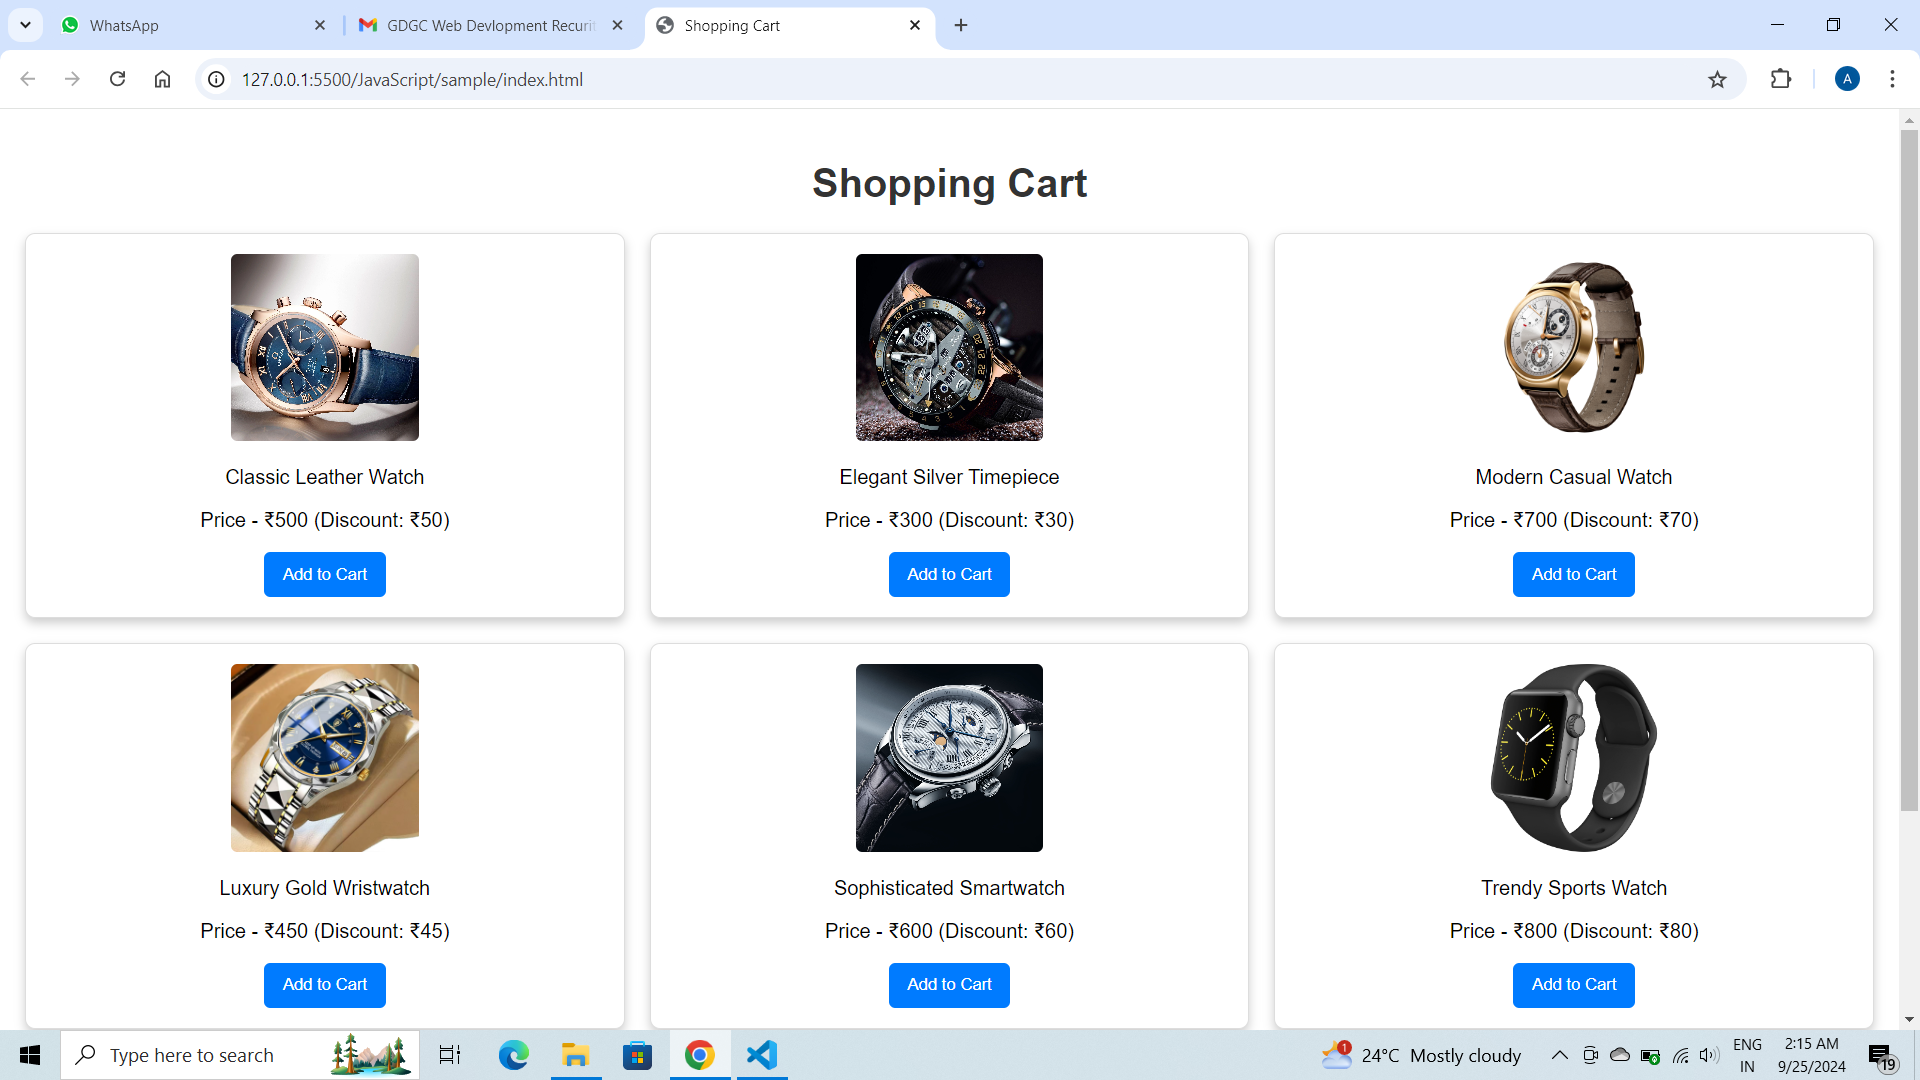 WhatsApp
GDGC Web Devlopment Recurit
Shopping Cart
127.0.0.1:5500/JavaScript/sample/index.html
A
Shopping Cart
Classic Leather Watch
Price - ₹500 (Discount: ₹50)
Add to Cart
Elegant Silver Timepiece
Price - ₹300 (Discount: ₹30)
Add to Cart
Modern Casual Watch
Price - ₹700 (Discount: ₹70)
Add to Cart
Luxury Gold Wristwatch
Price - ₹450 (Discount: ₹45)
Add to Cart
Sophisticated Smartwatch
Price - ₹600 (Discount: ₹60)
Add to Cart
Trendy Sports Watch
Price - ₹800 (Discount: ₹80)
Add to Cart
Type here to search
1
24°C Mostly cloudy
ENG
IN
2:15 AM
9/25/2024
19